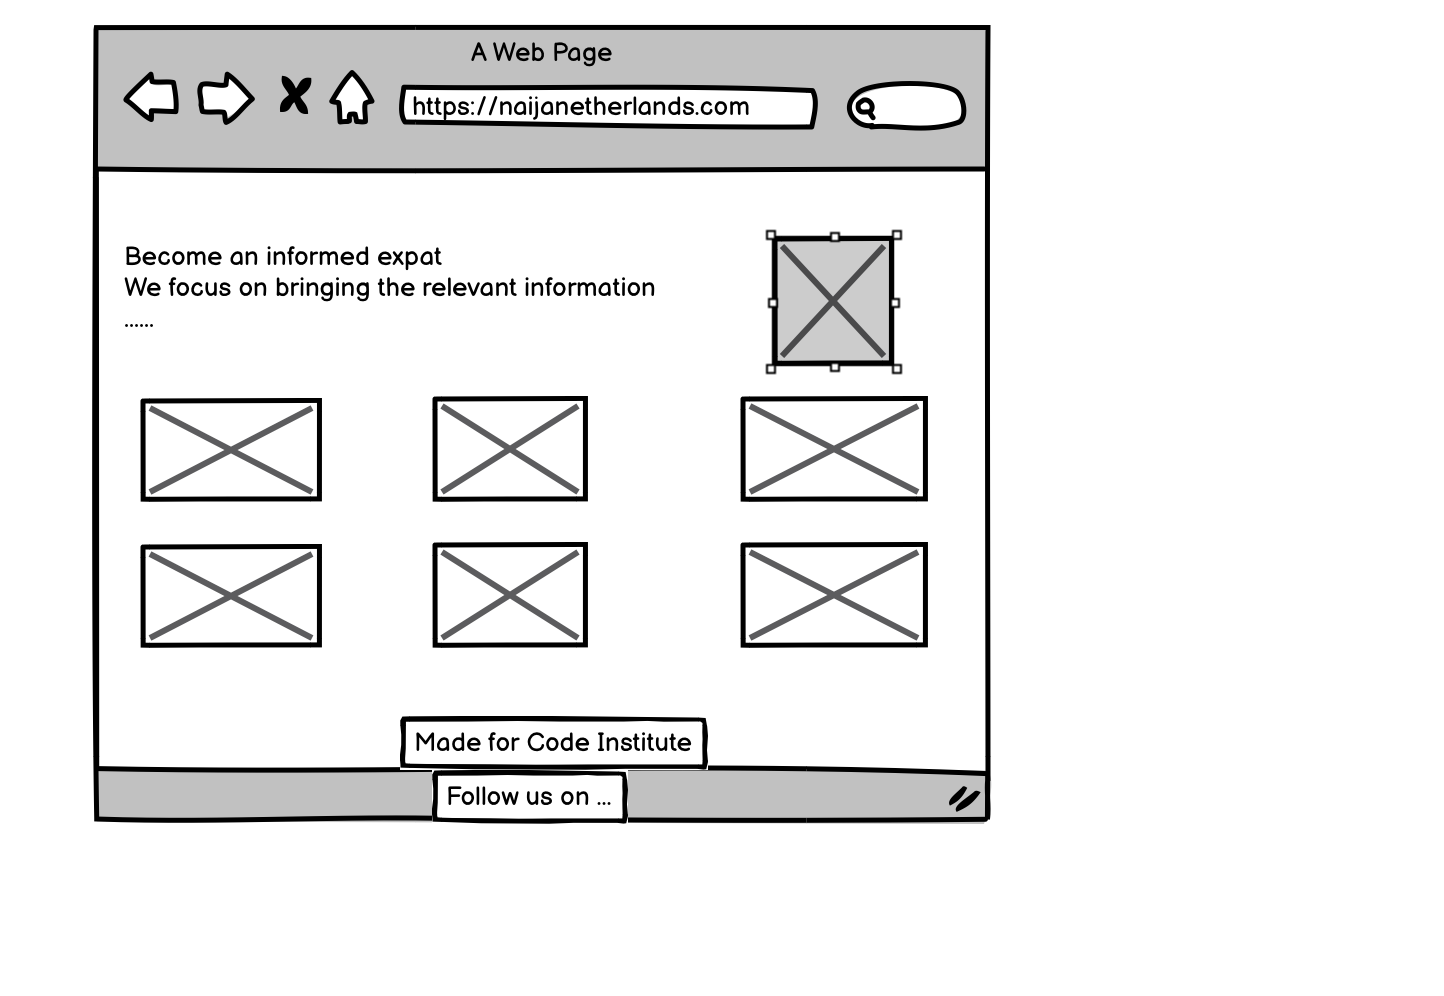 A Web Page
https://naijanetherlands.com
Become an informed expat
We focus on bringing the relevant information
......
Made for Code Institute
Follow us on ...